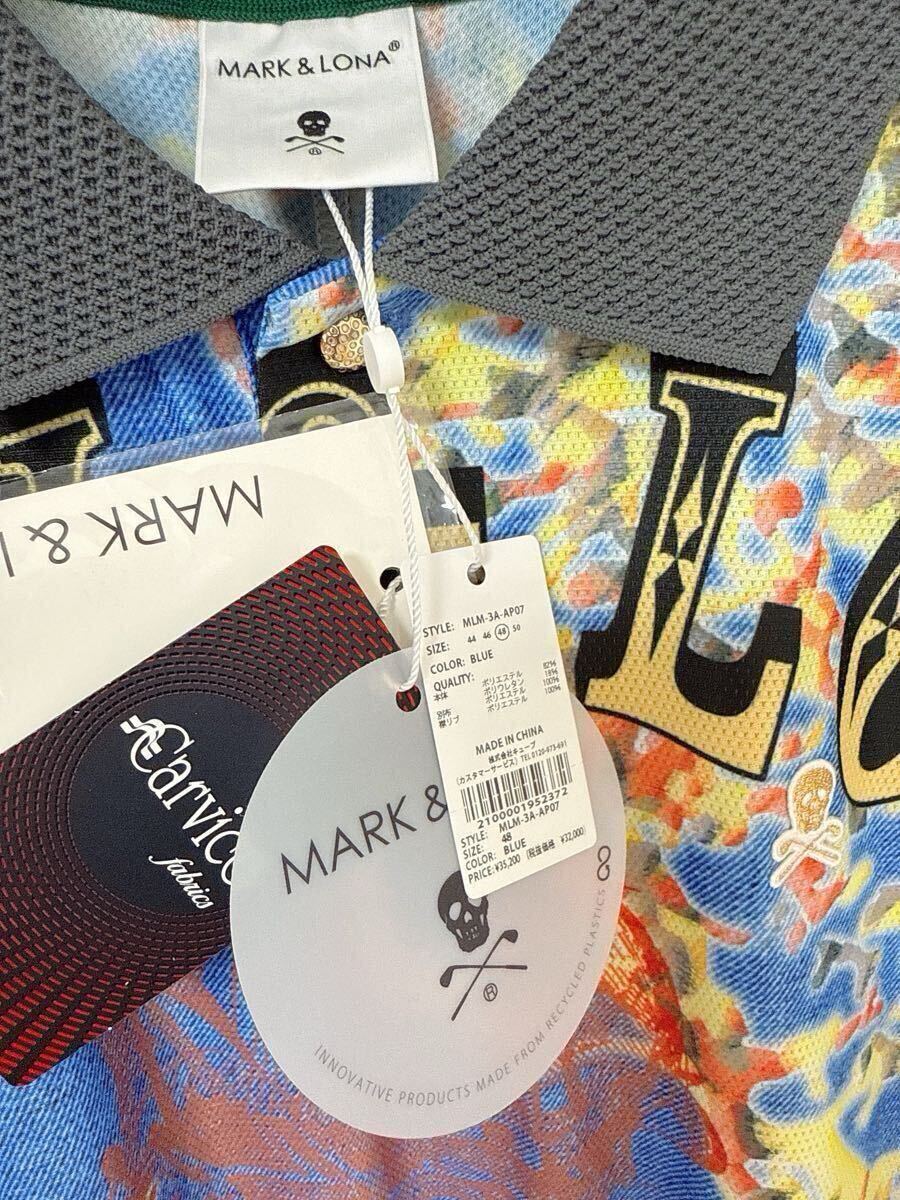 MARK & LONA®
®
MARK &
STYLE: MLM-3A-AP07
SIZE: 44 46 48 50
COLOR: BLUE
QUALITY:
本体 ポリエステル 82%
ポリウレタン 18%
別布 ポリエステル 100%
襟リブ ポリエステル 100%
MADE IN CHINA
株式会社キューブ
(カスタマーサービス) TEL 0120-973-691
2100001952372
STYLE: MLM-3A-AP07
SIZE: 48
COLOR: BLUE
PRICE: ¥35,200 (税抜価格 ¥32,000)
Carvico
fabrics
MARK &
®
INNOVATIVE PRODUCTS MADE FROM RECYCLED PLASTICS
L